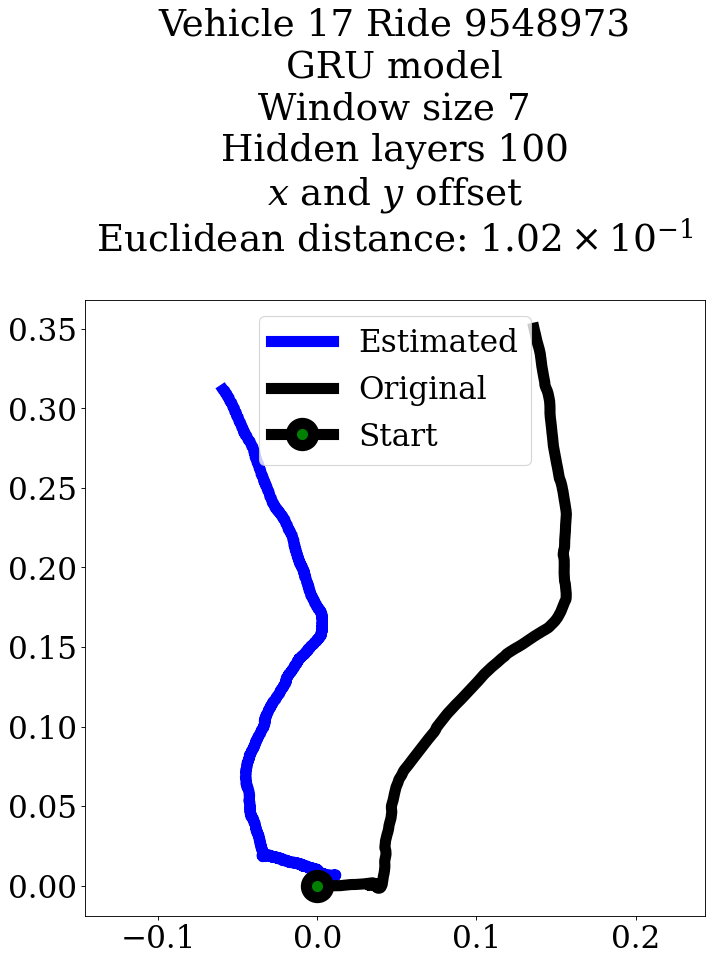 Vehicle 17 Ride 9548973
GRU model
Window size 7
Hidden layers 100
x and y offset
Euclidean distance: 1.02 × 10⁻¹
Estimated
Original
Start
0.35
0.30
0.25
0.20
0.15
0.10
0.05
0.00
−0.1 0.0 0.1 0.2